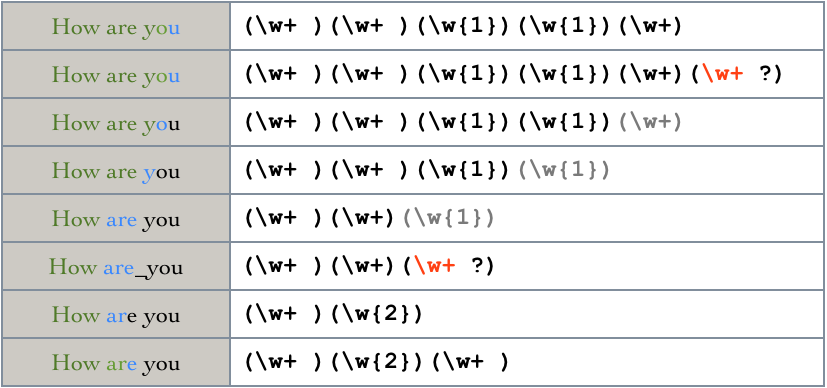 How are you (\w+ )(\w+ )(\w{1})(\w{1})(\w+)
How are you (\w+ )(\w+ )(\w{1})(\w{1})(\w+)(\w+ ?)
How are you (\w+ )(\w+ )(\w{1})(\w{1})(\w+)
How are you (\w+ )(\w+ )(\w{1})(\w{1})
How are you (\w+ )(\w+)(\w{1})
How are_you (\w+ )(\w+)(\w+ ?)
How are you (\w+ )(\w{2})
How are you (\w+ )(\w{2})(\w+ )